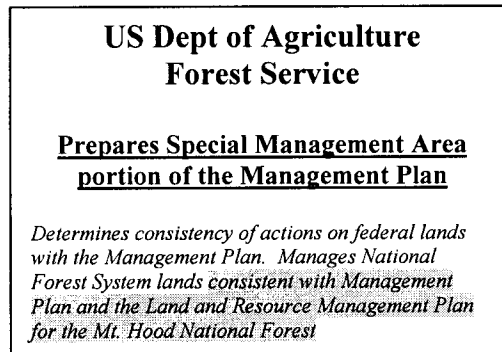 US Dept of Agriculture
Forest Service
Prepares Special Management Area
portion of the Management Plan
Determines consistency of actions on federal lands
with the Management Plan. Manages National
Forest System lands consistent with Management
Plan and the Land and Resource Management Plan
for the Mt. Hood National Forest